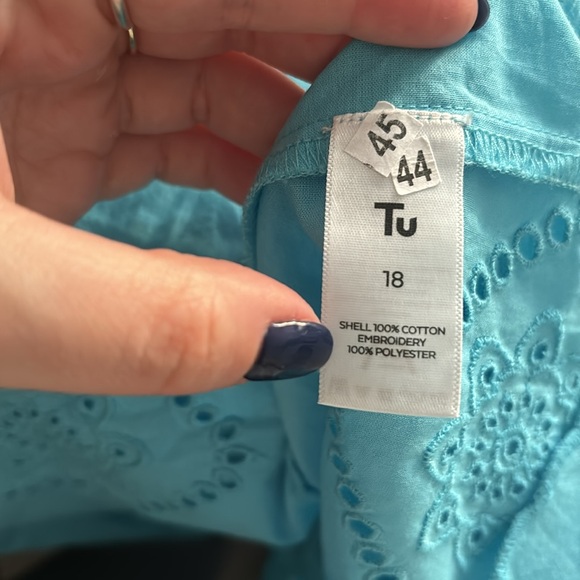 45
44
Tu
18
SHELL 100% COTTON
EMBROIDERY
100% POLYESTER